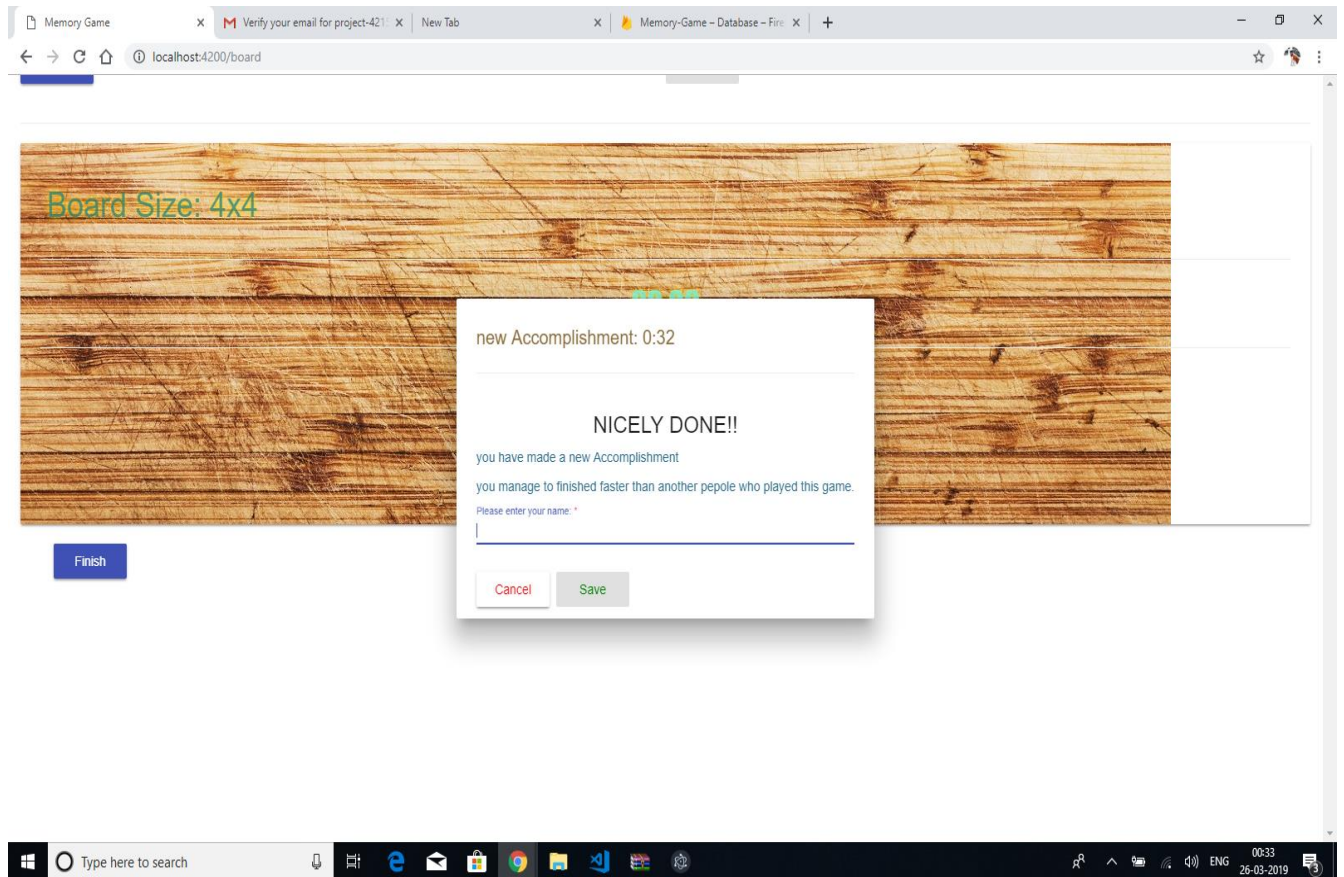 Memory Game
Verify your email for project-421
New Tab
Memory-Game – Database – Fire
localhost:4200/board
Board Size: 4x4
new Accomplishment: 0:32
NICELY DONE!!
you have made a new Accomplishment
you manage to finished faster than another pepole who played this game.
Please enter your name: *
Cancel
Save
Finish
Type here to search
ENG
00:33
26-03-2019
3